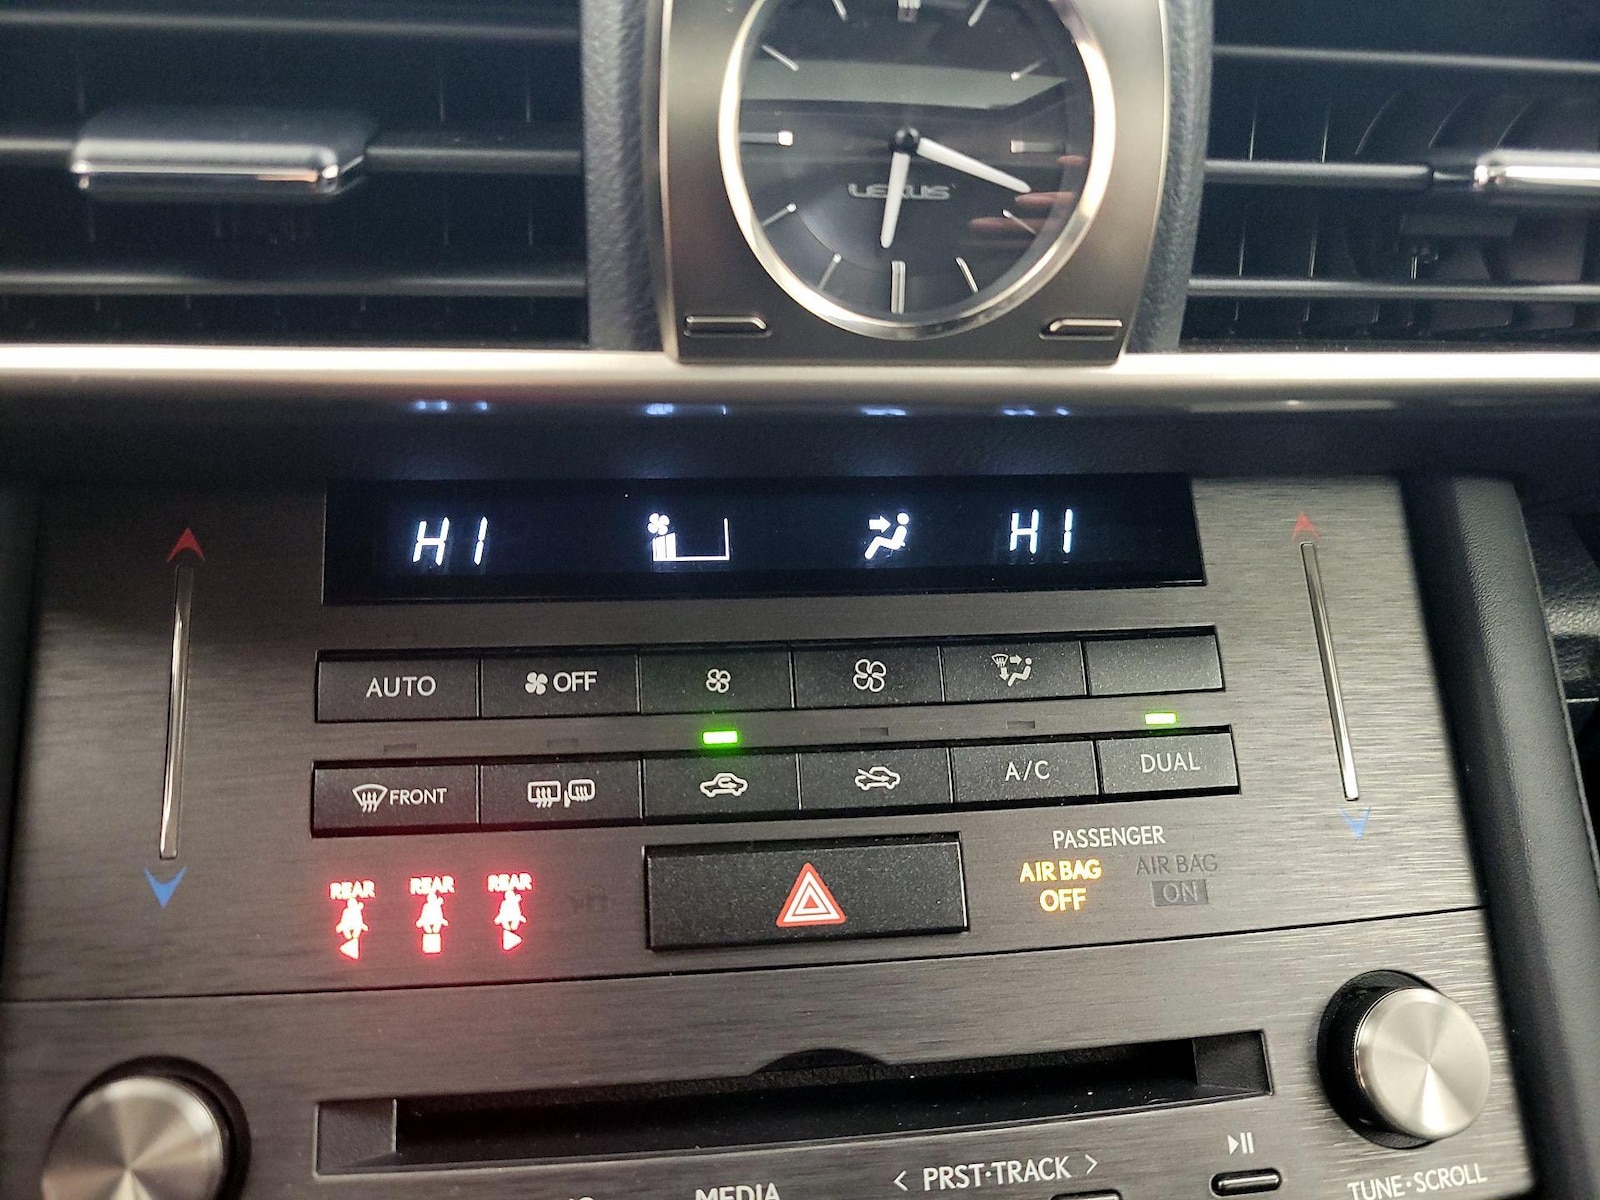 LEXUS
HI HI
AUTO OFF
FRONT A/C DUAL
PASSENGER
REAR REAR REAR AIR BAG AIR BAG
OFF ON
< PRST·TRACK >
MEDIA TUNE·SCROLL